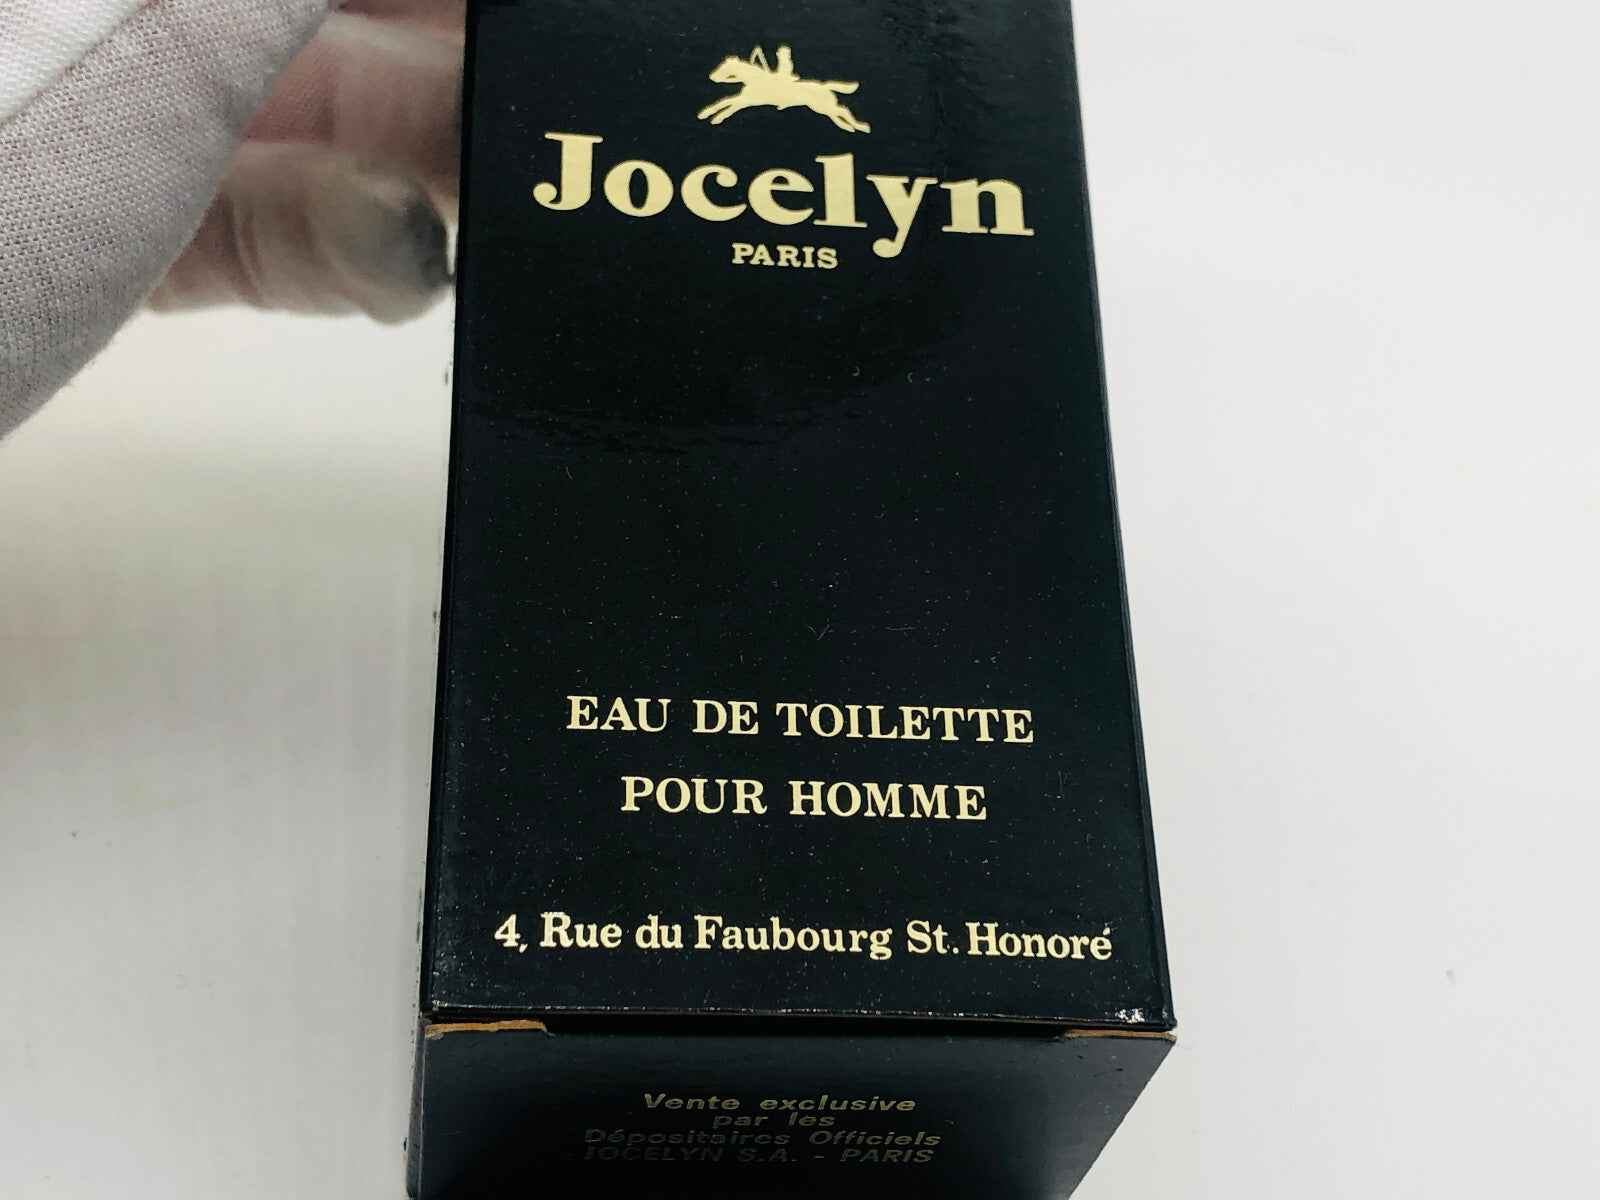 Jocelyn
PARIS
EAU DE TOILETTE
POUR HOMME
4, Rue du Faubourg St. Honoré
Vente exclusive
par les
Dépositaires Officiels
JOCELYN S.A. - PARIS